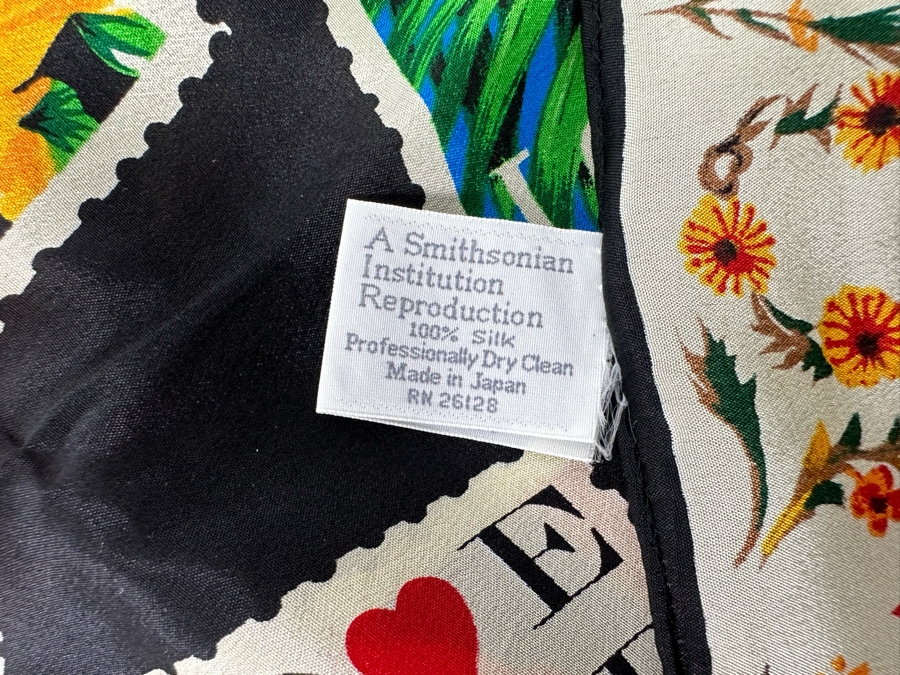 A Smithsonian
Institution
Reproduction
100% Silk
Professionally Dry Clean
Made in Japan
RN 26128
E